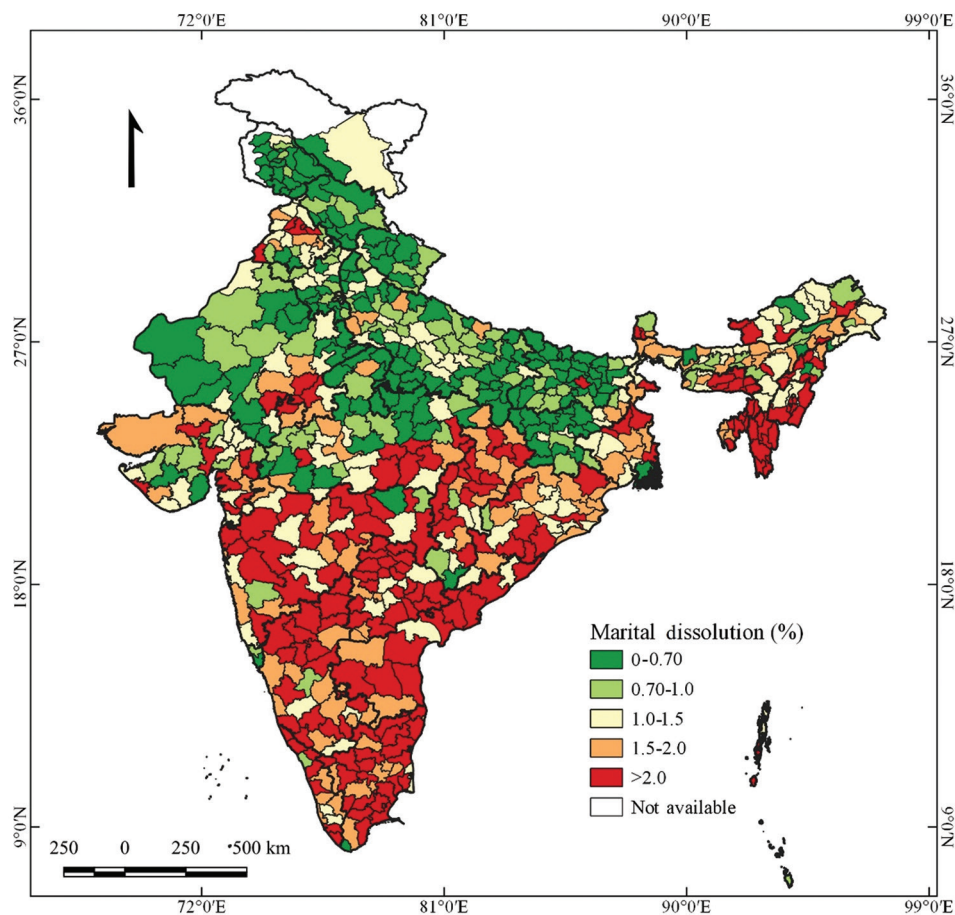 72°0′E 81°0′E 90°0′E 99°0′E
36°0′N 36°0′N
27°0′N 27°0′N
18°0′N 18°0′N
Marital dissolution (%)
0-0.70
0.70-1.0
1.0-1.5
1.5-2.0
>2.0
Not available
9°0′N 9°0′N
250 0 250 500 km
72°0′E 81°0′E 90°0′E 99°0′E